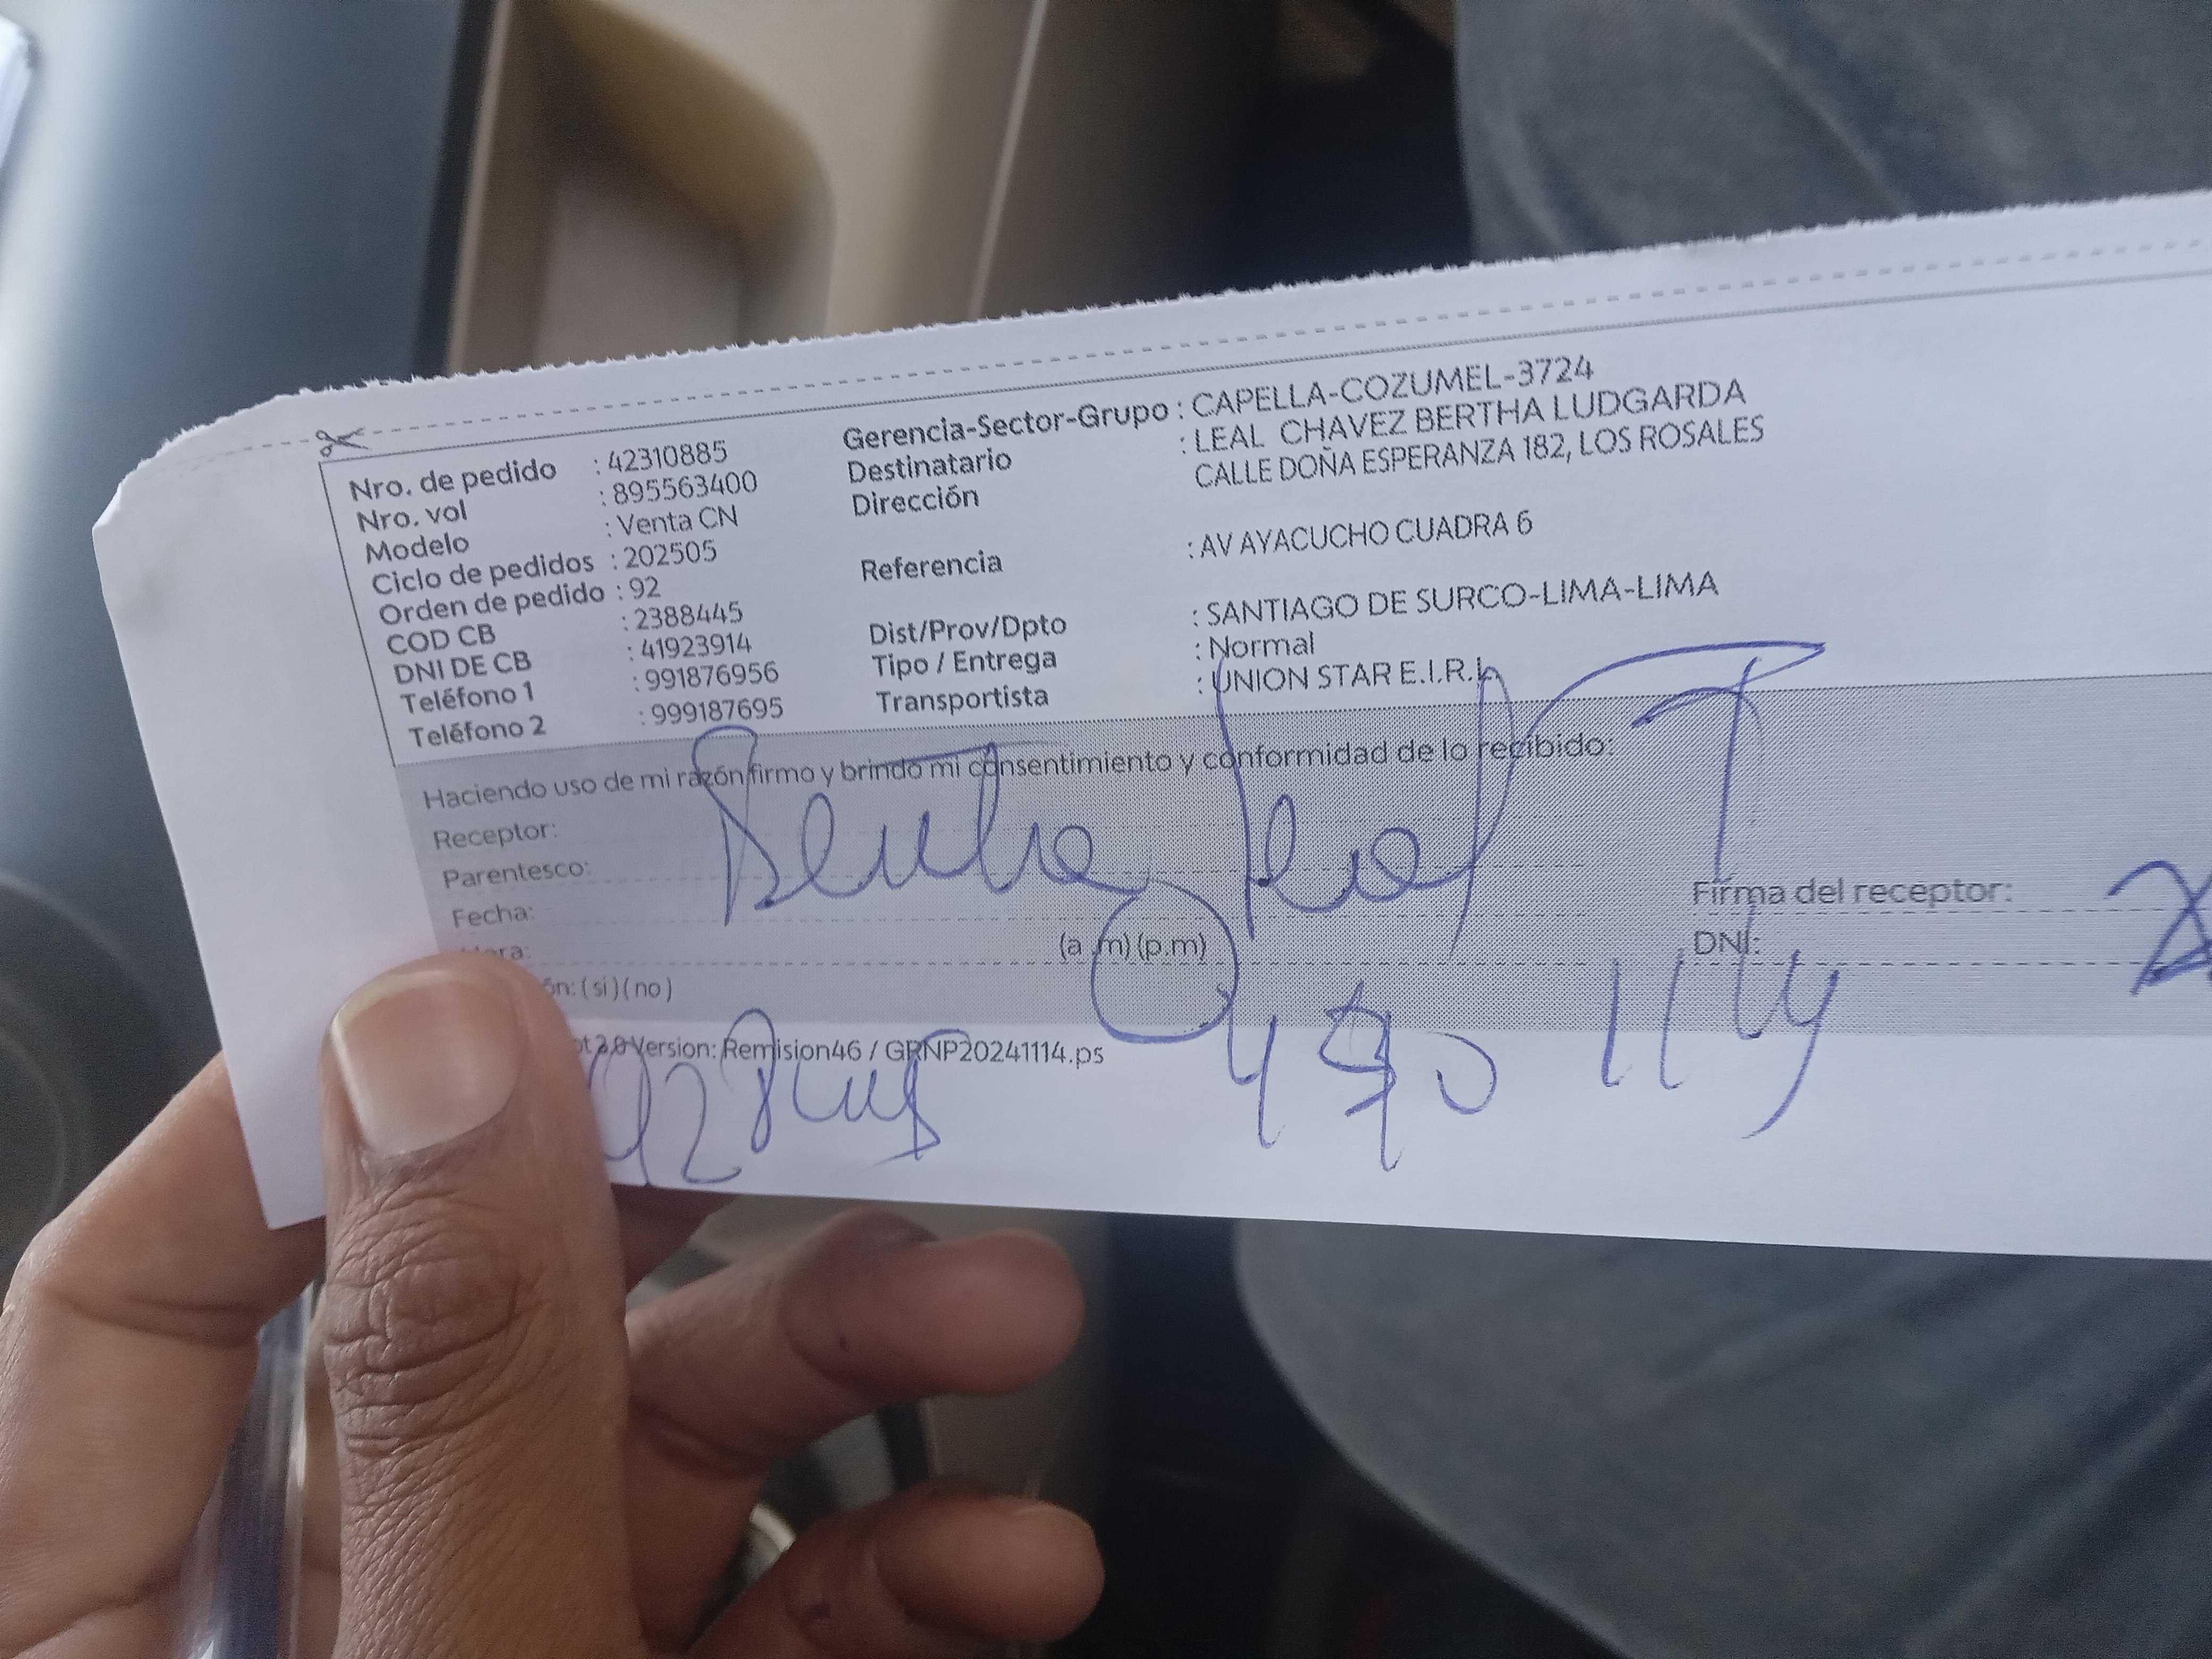 Nro. de pedido : 42310885
Nro. vol : 895563400
Modelo : Venta CN
Ciclo de pedidos : 202505
Orden de pedido : 92
COD CB : 2388445
DNI DE CB : 41923914
Teléfono 1 : 991876956
Teléfono 2 : 999187695
Gerencia-Sector-Grupo : CAPELLA-COZUMEL-3724
Destinatario : LEAL CHAVEZ BERTHA LUDGARDA
Dirección CALLE DOÑA ESPERANZA 182, LOS ROSALES
Referencia : AV AYACUCHO CUADRA 6
Dist/Prov/Dpto : SANTIAGO DE SURCO-LIMA-LIMA
Tipo / Entrega : Normal
Transportista : UNION STAR E.I.R.L
Haciendo uso de mi razón firmo y brindo mi consentimiento y conformidad de lo recibido:
Receptor:
Parentesco:
Bertha Leal
Fecha:
Firma del receptor:
(a.m) (p.m)
DNI:
(si) (no)
Version: Remision46 / GRNP20241114.ps